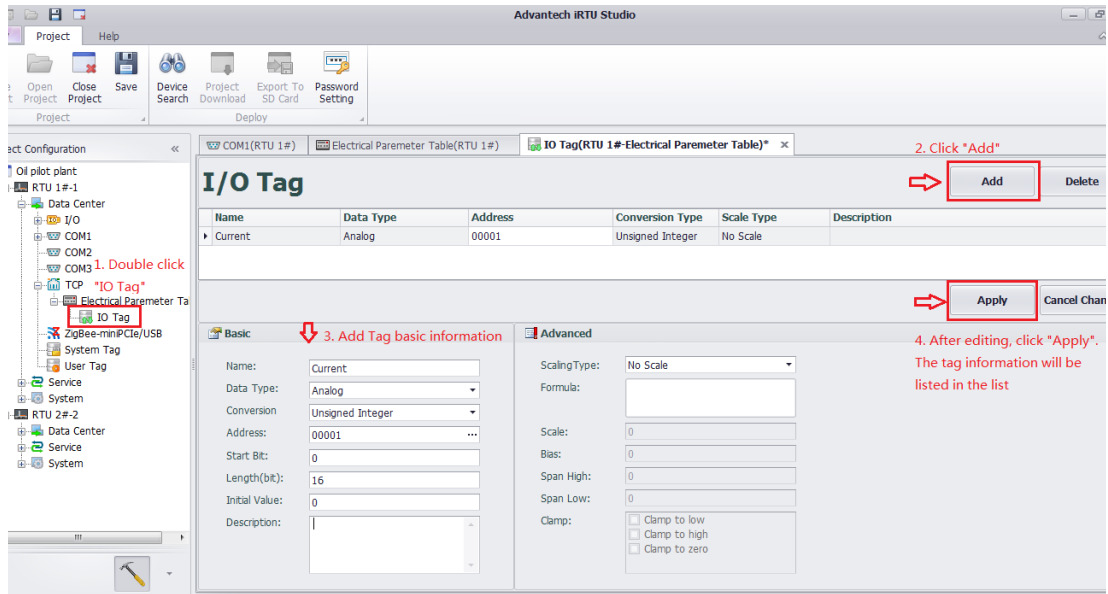 Advantech iRTU Studio
Project Help
Open Project
Close Project
Save
Device Search
Project Download
Export To SD Card
Password Setting
Project
Deploy
ect Configuration «
COM1(RTU 1#)
Electrical Paremeter Table(RTU 1#)
IO Tag(RTU 1#-Electrical Paremeter Table)* ×
Oil pilot plant
RTU 1#-1
Data Center
I/O
COM1
COM2
COM3
TCP
Electrical Paremeter Ta
IO Tag
ZigBee-miniPCIe/USB
System Tag
User Tag
Service
System
RTU 2#-2
Data Center
Service
System
1. Double click
"IO Tag"
I/O Tag
2. Click "Add"
Add
Delete
Name Data Type Address Conversion Type Scale Type Description
Current Analog 00001 Unsigned Integer No Scale
Apply
Cancel Chan
Basic
3. Add Tag basic information
Name: Current
Data Type: Analog
Conversion Unsigned Integer
Address: 00001 ...
Start Bit: 0
Length(bit): 16
Initial Value: 0
Description:
Advanced
ScalingType: No Scale
Formula:
Scale: 0
Bias: 0
Span High: 0
Span Low: 0
Clamp: Clamp to low
Clamp to high
Clamp to zero
4. After editing, click "Apply".
The tag information will be
listed in the list